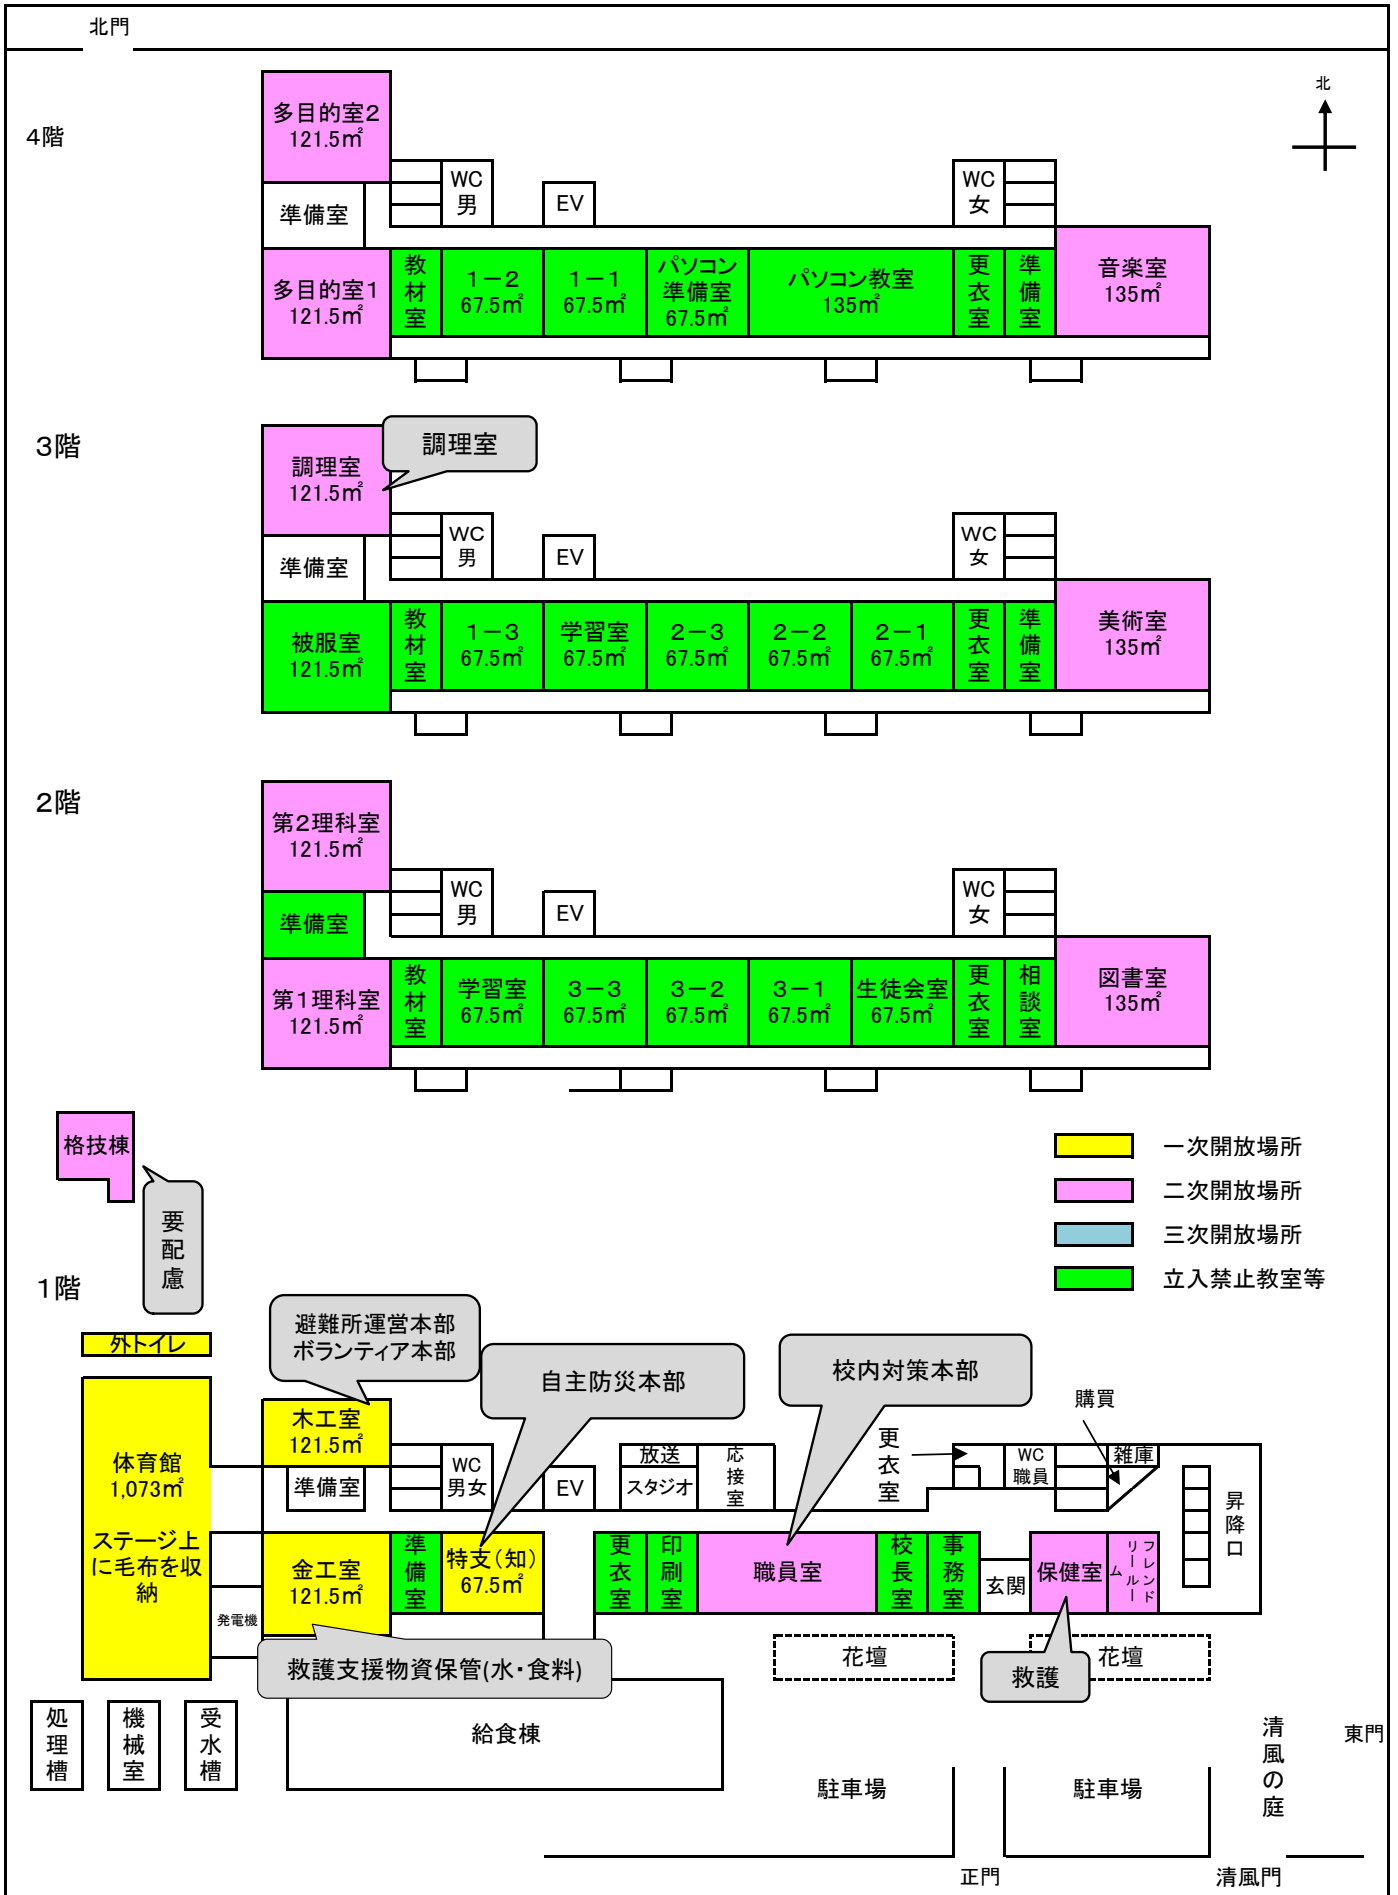 北門
北
4階
多目的室2
121.5㎡
準備室
多目的室1
121.5㎡
WC
男
EV
WC
女
教材室
1－2
67.5㎡
1－1
67.5㎡
パソコン
準備室
67.5㎡
パソコン教室
135㎡
更衣室
準備室
音楽室
135㎡
3階
調理室
121.5㎡
調理室
準備室
被服室
121.5㎡
WC
男
EV
WC
女
教材室
1－3
67.5㎡
学習室
67.5㎡
2－3
67.5㎡
2－2
67.5㎡
2－1
67.5㎡
更衣室
準備室
美術室
135㎡
2階
第2理科室
121.5㎡
準備室
第1理科室
121.5㎡
WC
男
EV
WC
女
教材室
学習室
67.5㎡
3－3
67.5㎡
3－2
67.5㎡
3－1
67.5㎡
生徒会室
67.5㎡
更衣室
相談室
図書室
135㎡
格技棟
要配慮
一次開放場所
二次開放場所
三次開放場所
立入禁止教室等
1階
外トイレ
避難所運営本部
ボランティア本部
自主防災本部
校内対策本部
購買
体育館
1,073㎡
ステージ上
に毛布を収
納
木工室
121.5㎡
準備室
WC
男女
EV
放送
スタジオ
応接室
更衣室
WC
職員
雑庫
昇降口
金工室
121.5㎡
発電機
準備室
特支(知)
67.5㎡
更衣室
印刷室
職員室
校長室
事務室
玄関
保健室
フレンド
リールー
ム
救護支援物資保管(水・食料)
花壇
花壇
救護
処理槽
機械室
受水槽
給食棟
駐車場
駐車場
清風の庭
東門
正門
清風門